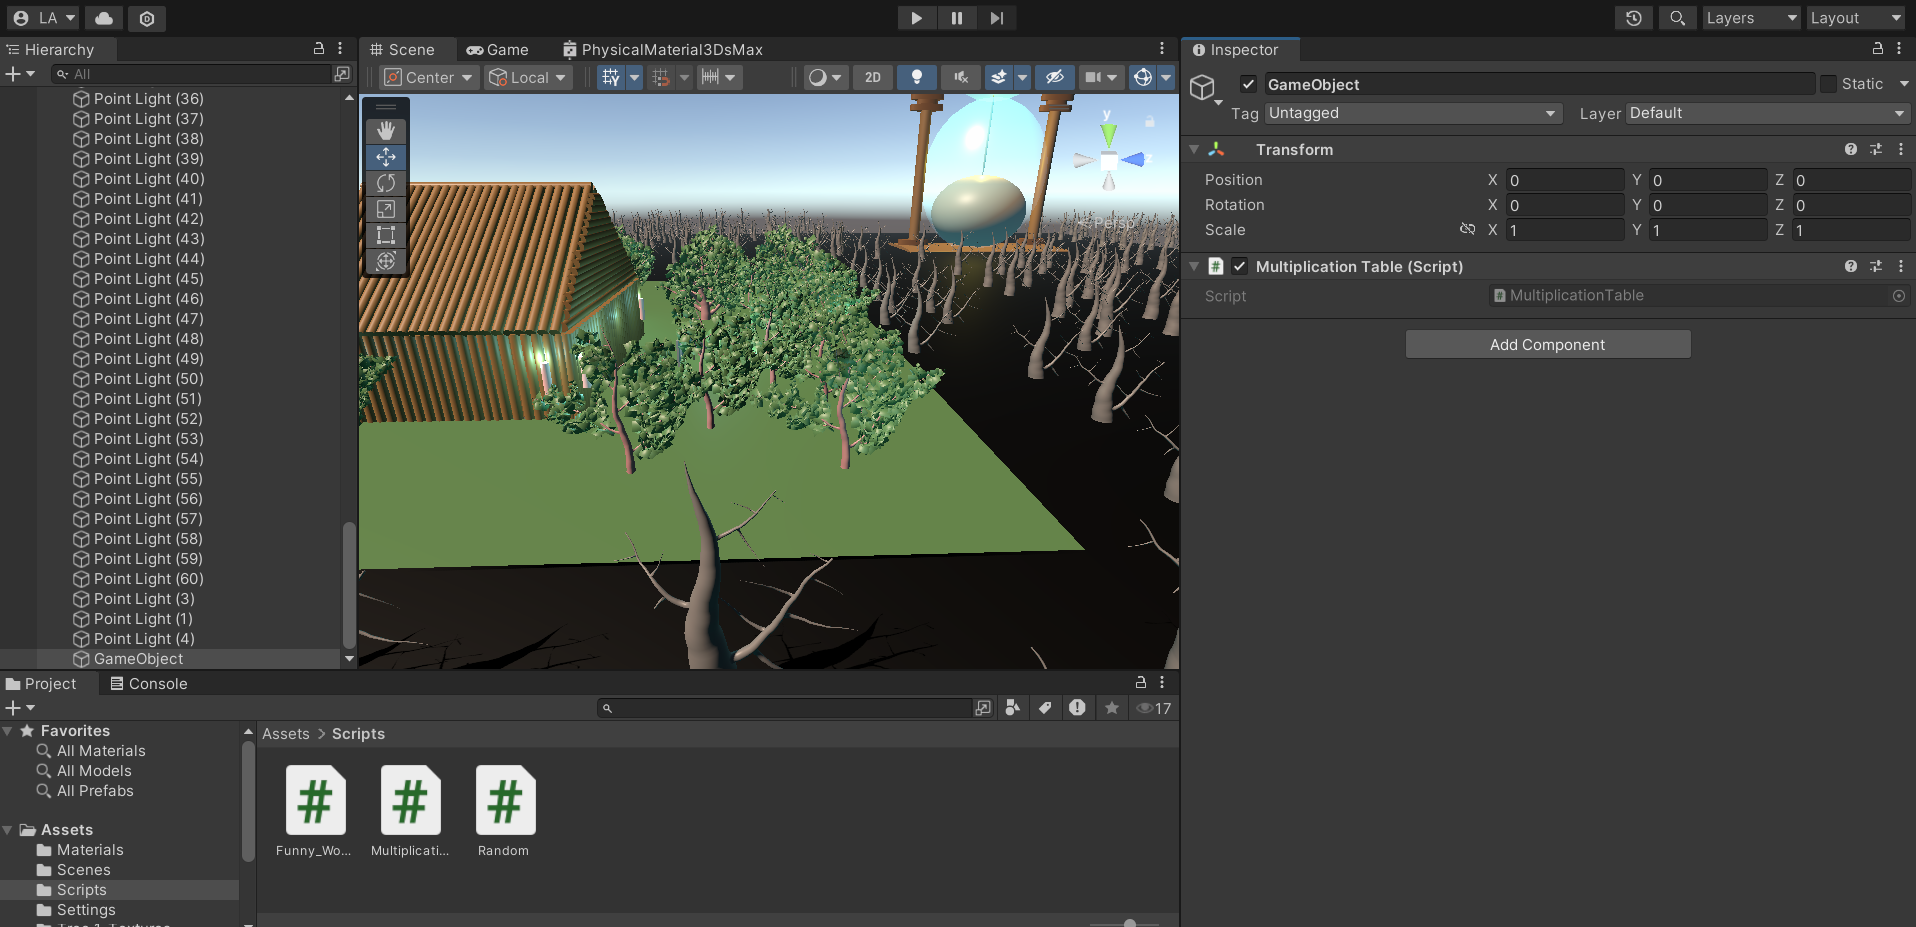 LA
Layers
Layout
Hierarchy
All
Point Light (36)
Point Light (37)
Point Light (38)
Point Light (39)
Point Light (40)
Point Light (41)
Point Light (42)
Point Light (43)
Point Light (44)
Point Light (45)
Point Light (46)
Point Light (47)
Point Light (48)
Point Light (49)
Point Light (50)
Point Light (51)
Point Light (52)
Point Light (53)
Point Light (54)
Point Light (55)
Point Light (56)
Point Light (57)
Point Light (58)
Point Light (59)
Point Light (60)
Point Light (3)
Point Light (1)
Point Light (4)
GameObject
Scene
Game
PhysicalMaterial3DsMax
Center
Local
2D
y
z
Persp
Inspector
GameObject
Static
Tag Untagged
Layer Default
Transform
Position X 0 Y 0 Z 0
Rotation X 0 Y 0 Z 0
Scale X 1 Y 1 Z 1
Multiplication Table (Script)
Script MultiplicationTable
Add Component
Project
Console
17
Favorites
All Materials
All Models
All Prefabs
Assets
Materials
Scenes
Scripts
Settings
Assets > Scripts
Funny_Wo...
Multiplicati...
Random